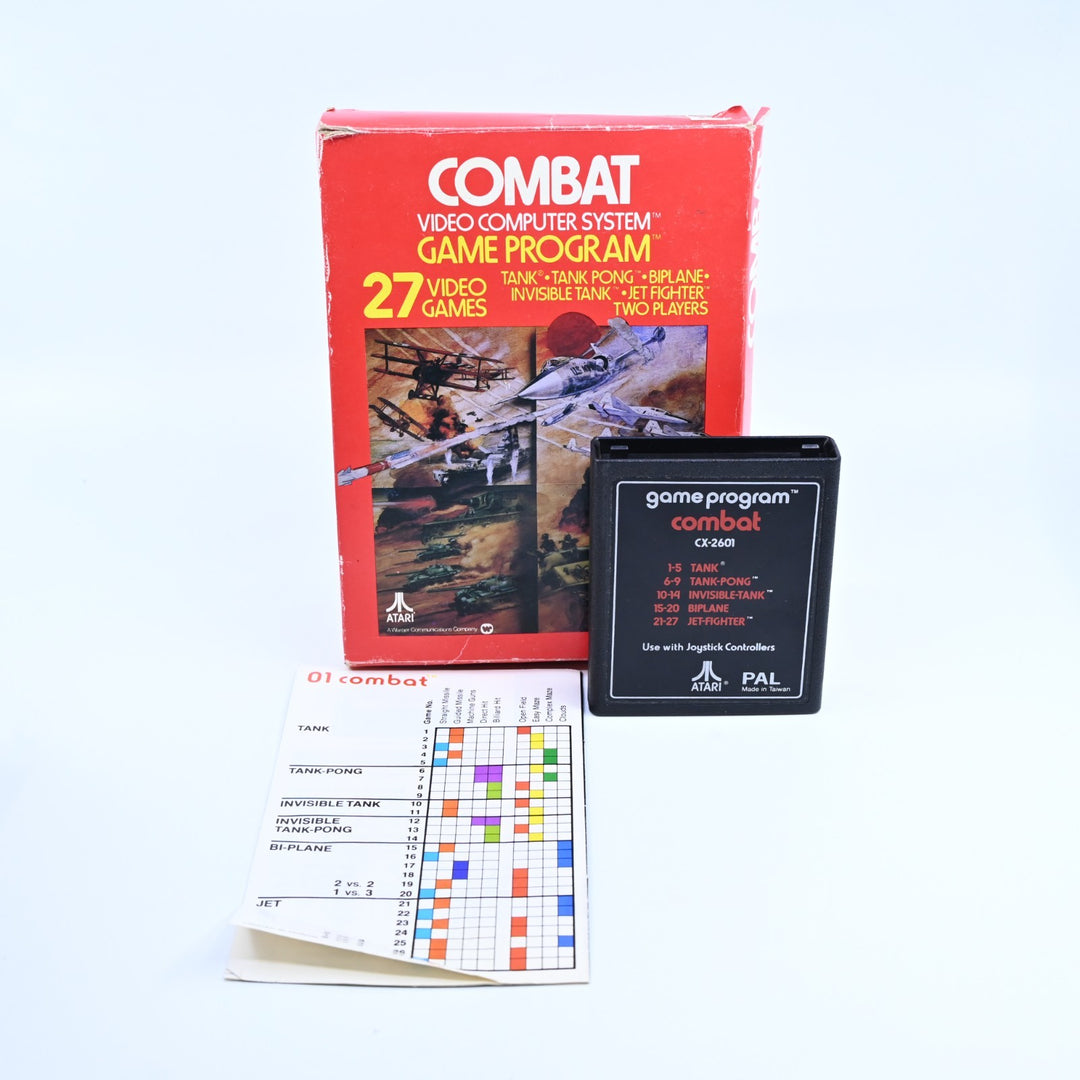 COMBAT
VIDEO COMPUTER SYSTEM™
GAME PROGRAM™
27 VIDEO GAMES
TANK®•TANK PONG™•BIPLANE•
INVISIBLE TANK™•JET FIGHTER™
TWO PLAYERS
ATARI
A Warner Communications Company
game program™
combat
CX-2601
1-5 TANK®
6-9 TANK-PONG™
10-14 INVISIBLE-TANK™
15-20 BIPLANE
21-27 JET-FIGHTER™
Use with Joystick Controllers
ATARI® PAL
Made in Taiwan
01 combat™
Game No.
Straight Missile
Guided Missile
Machine Guns
Direct Hit
Billiard Hit
Open Field
Easy Maze
Complex Maze
Clouds
TANK 1
2
3
4
5
TANK-PONG 6
7
8
9
INVISIBLE TANK 10
11
INVISIBLE 12
TANK-PONG 13
14
BI-PLANE 15
16
17
18
2 vs. 2 19
1 vs. 3 20
JET 21
22
23
24
25